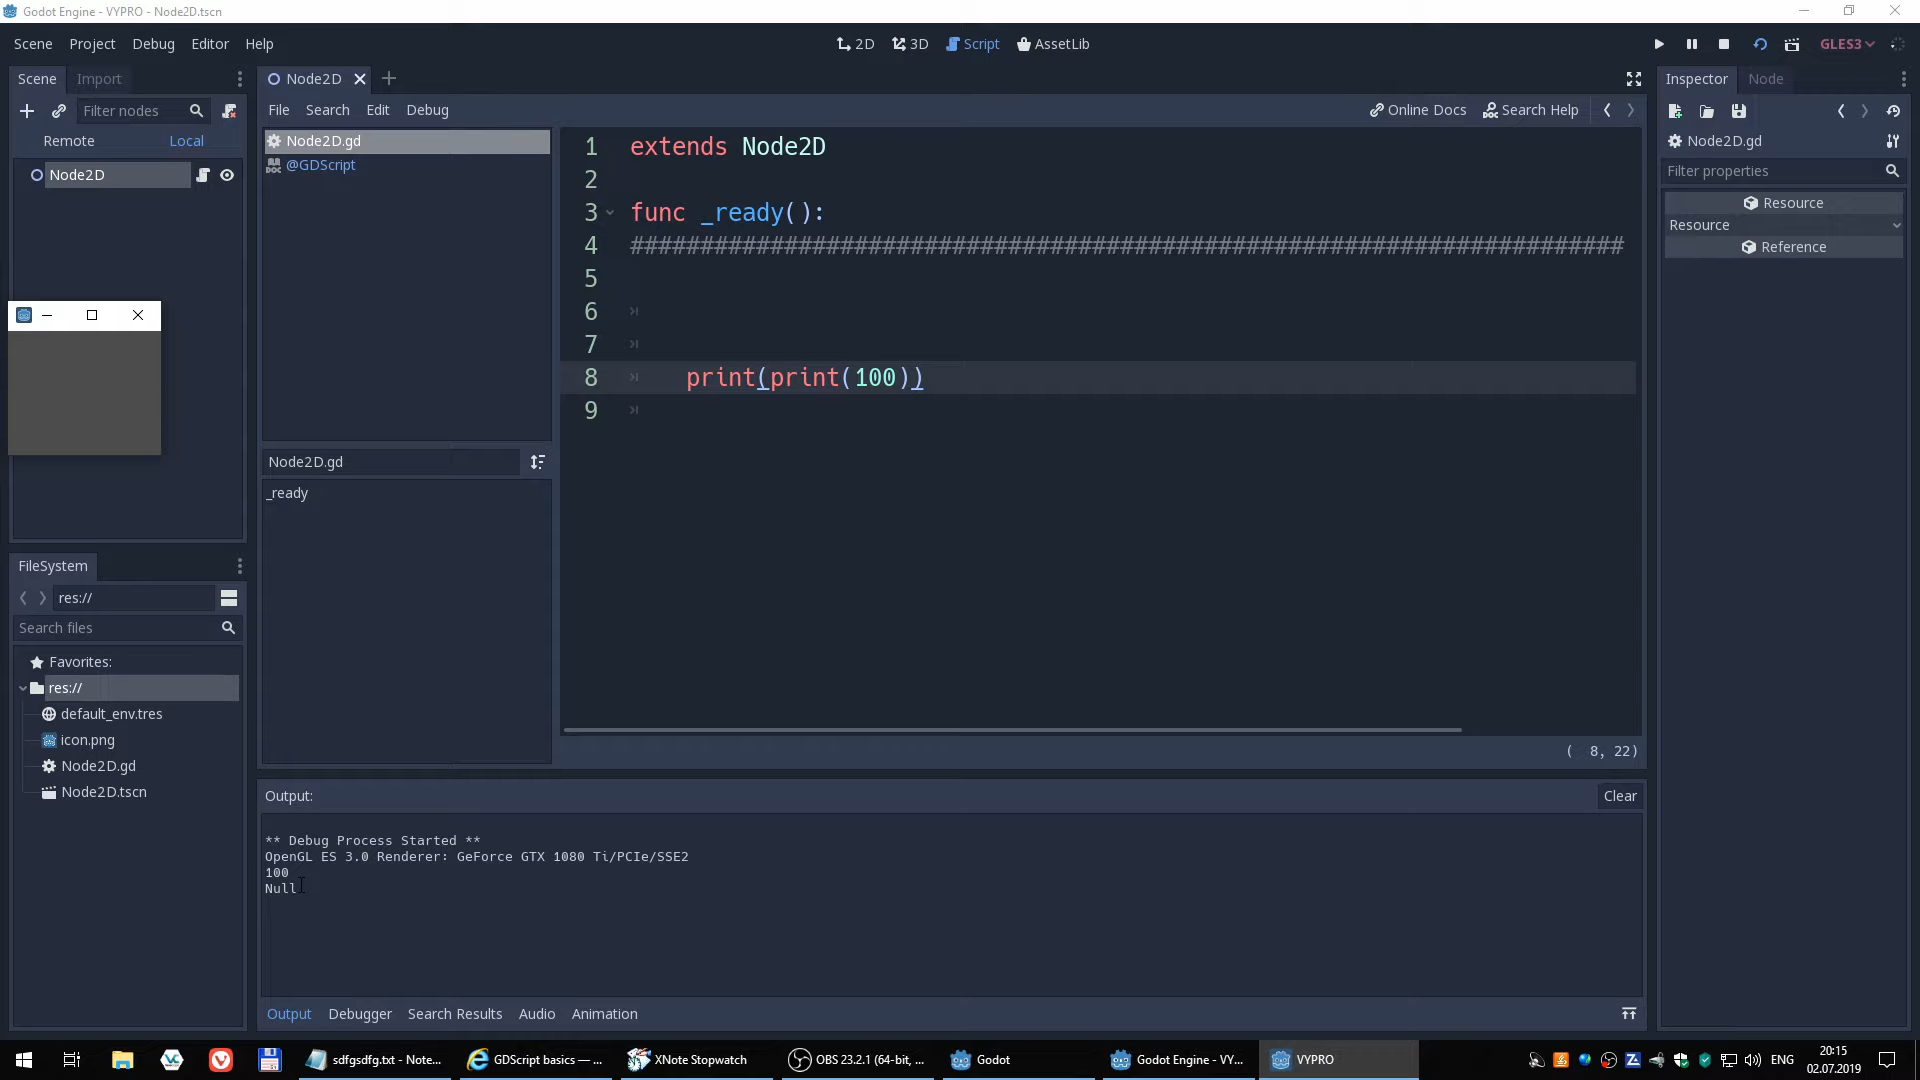 Godot Engine - VYPRO - Node2D.tscn
Scene Project Debug Editor Help
2D 3D Script AssetLib
GLES3
Scene Import
Filter nodes
Remote Local
Node2D
Node2D
File Search Edit Debug
Online Docs Search Help
Node2D.gd
@GDScript
Node2D.gd
_ready
1 extends Node2D
2
3 func _ready():
4 #######################################################################
5
6
7
8 print(print(100))
9
( 8, 22)
Inspector Node
Node2D.gd
Filter properties
Resource
Resource
Reference
FileSystem
res://
Search files
Favorites:
res://
default_env.tres
icon.png
Node2D.gd
Node2D.tscn
Output:
Clear
** Debug Process Started **
OpenGL ES 3.0 Renderer: GeForce GTX 1080 Ti/PCIe/SSE2
100
Null
Output Debugger Search Results Audio Animation
sdfgsdfg.txt - Note...
GDScript basics — ...
XNote Stopwatch
OBS 23.2.1 (64-bit, ...
Godot
Godot Engine - VY...
VYPRO
ENG
20:15
02.07.2019